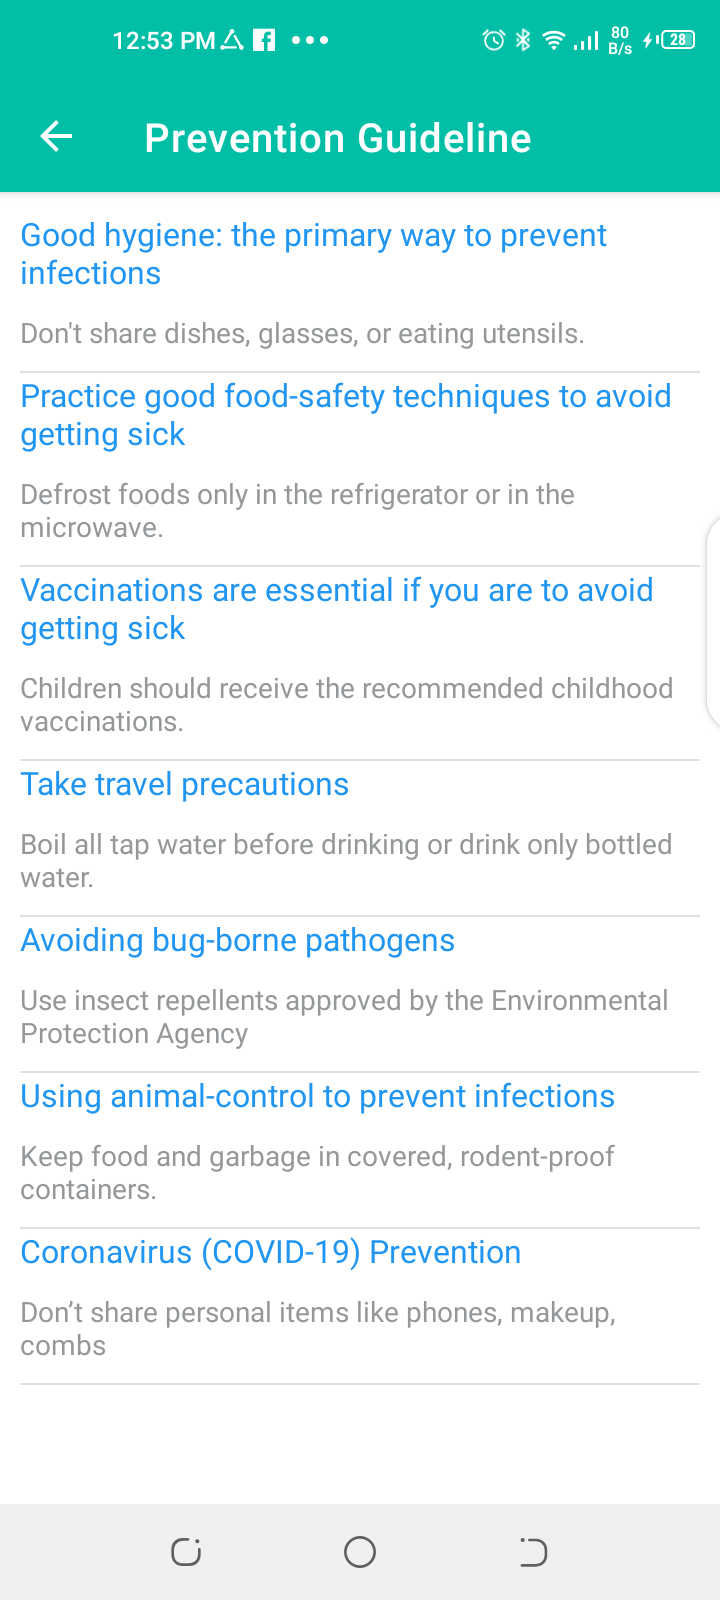 12:53 PM
80
B/s
28
Prevention Guideline
Good hygiene: the primary way to prevent
infections
Don't share dishes, glasses, or eating utensils.
Practice good food-safety techniques to avoid
getting sick
Defrost foods only in the refrigerator or in the
microwave.
Vaccinations are essential if you are to avoid
getting sick
Children should receive the recommended childhood
vaccinations.
Take travel precautions
Boil all tap water before drinking or drink only bottled
water.
Avoiding bug-borne pathogens
Use insect repellents approved by the Environmental
Protection Agency
Using animal-control to prevent infections
Keep food and garbage in covered, rodent-proof
containers.
Coronavirus (COVID-19) Prevention
Don’t share personal items like phones, makeup,
combs